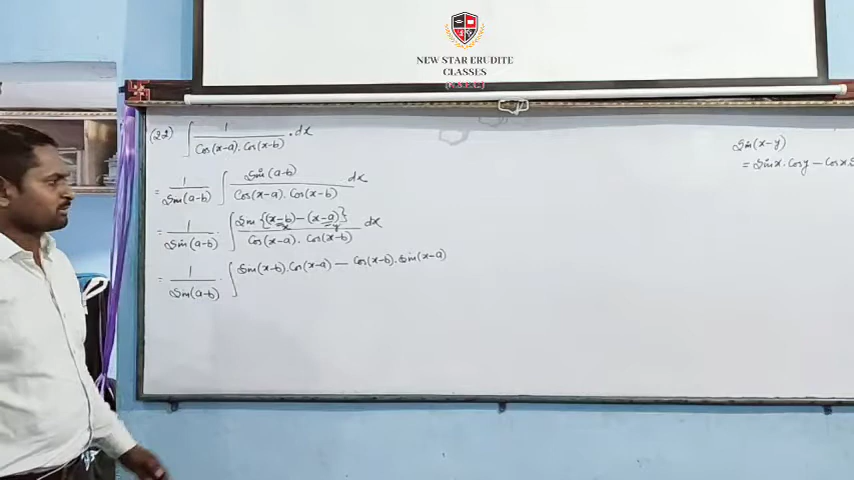 NEW STAR ERUDITE
CLASSES
(N.S.E.C)
(22) ∫ 1 / Cos(x-a). Cos(x-b) . dx
= 1 / Sin(a-b) ∫ Sin(a-b) / Cos(x-a). Cos(x-b) dx
= 1 / Sin(a-b) . ∫ Sin{(x-b)-(x-a)} / Cos(x-a). Cos(x-b) dx
= 1 / Sin(a-b) . ∫ Sin(x-b).Cos(x-a) — Cos(x-b).Sin(x-a)
Sin(x-y)
= Sinx. Cosy — Cosx.S